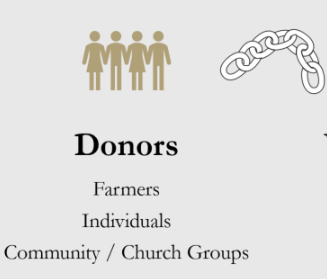 Donors
Farmers
Individuals
Community / Church Groups